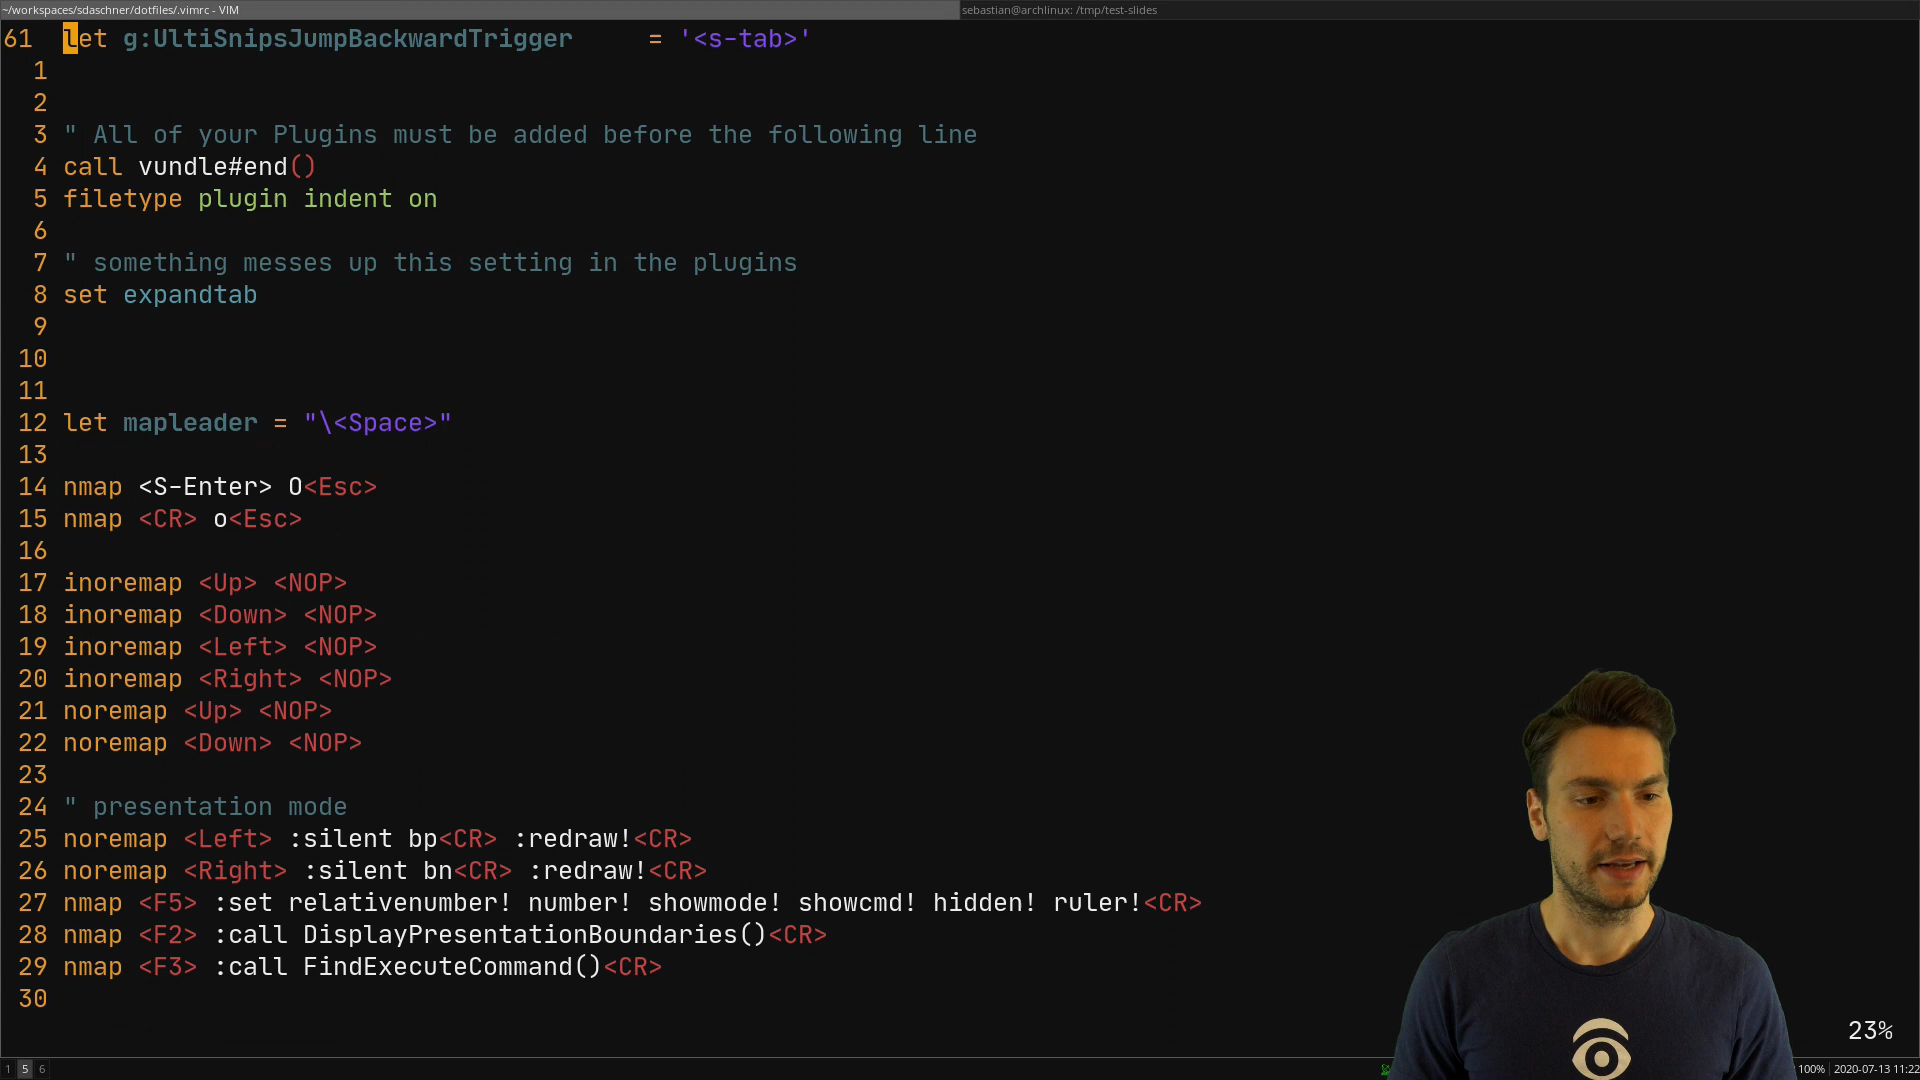 ~/workspaces/sdaschner/dotfiles/.vimrc - VIM
sebastian@archlinux: /tmp/test-slides
61 let g:UltiSnipsJumpBackwardTrigger     = '<s-tab>'
1
2
3 " All of your Plugins must be added before the following line
4 call vundle#end()
5 filetype plugin indent on
6
7 " something messes up this setting in the plugins
8 set expandtab
9
10
11
12 let mapleader = "\<Space>"
13
14 nmap <S-Enter> O<Esc>
15 nmap <CR> o<Esc>
16
17 inoremap <Up> <NOP>
18 inoremap <Down> <NOP>
19 inoremap <Left> <NOP>
20 inoremap <Right> <NOP>
21 noremap <Up> <NOP>
22 noremap <Down> <NOP>
23
24 " presentation mode
25 noremap <Left> :silent bp<CR> :redraw!<CR>
26 noremap <Right> :silent bn<CR> :redraw!<CR>
27 nmap <F5> :set relativenumber! number! showmode! showcmd! hidden! ruler!<CR>
28 nmap <F2> :call DisplayPresentationBoundaries()<CR>
29 nmap <F3> :call FindExecuteCommand()<CR>
30
23%
1 5 6
100% 2020-07-13 11:22